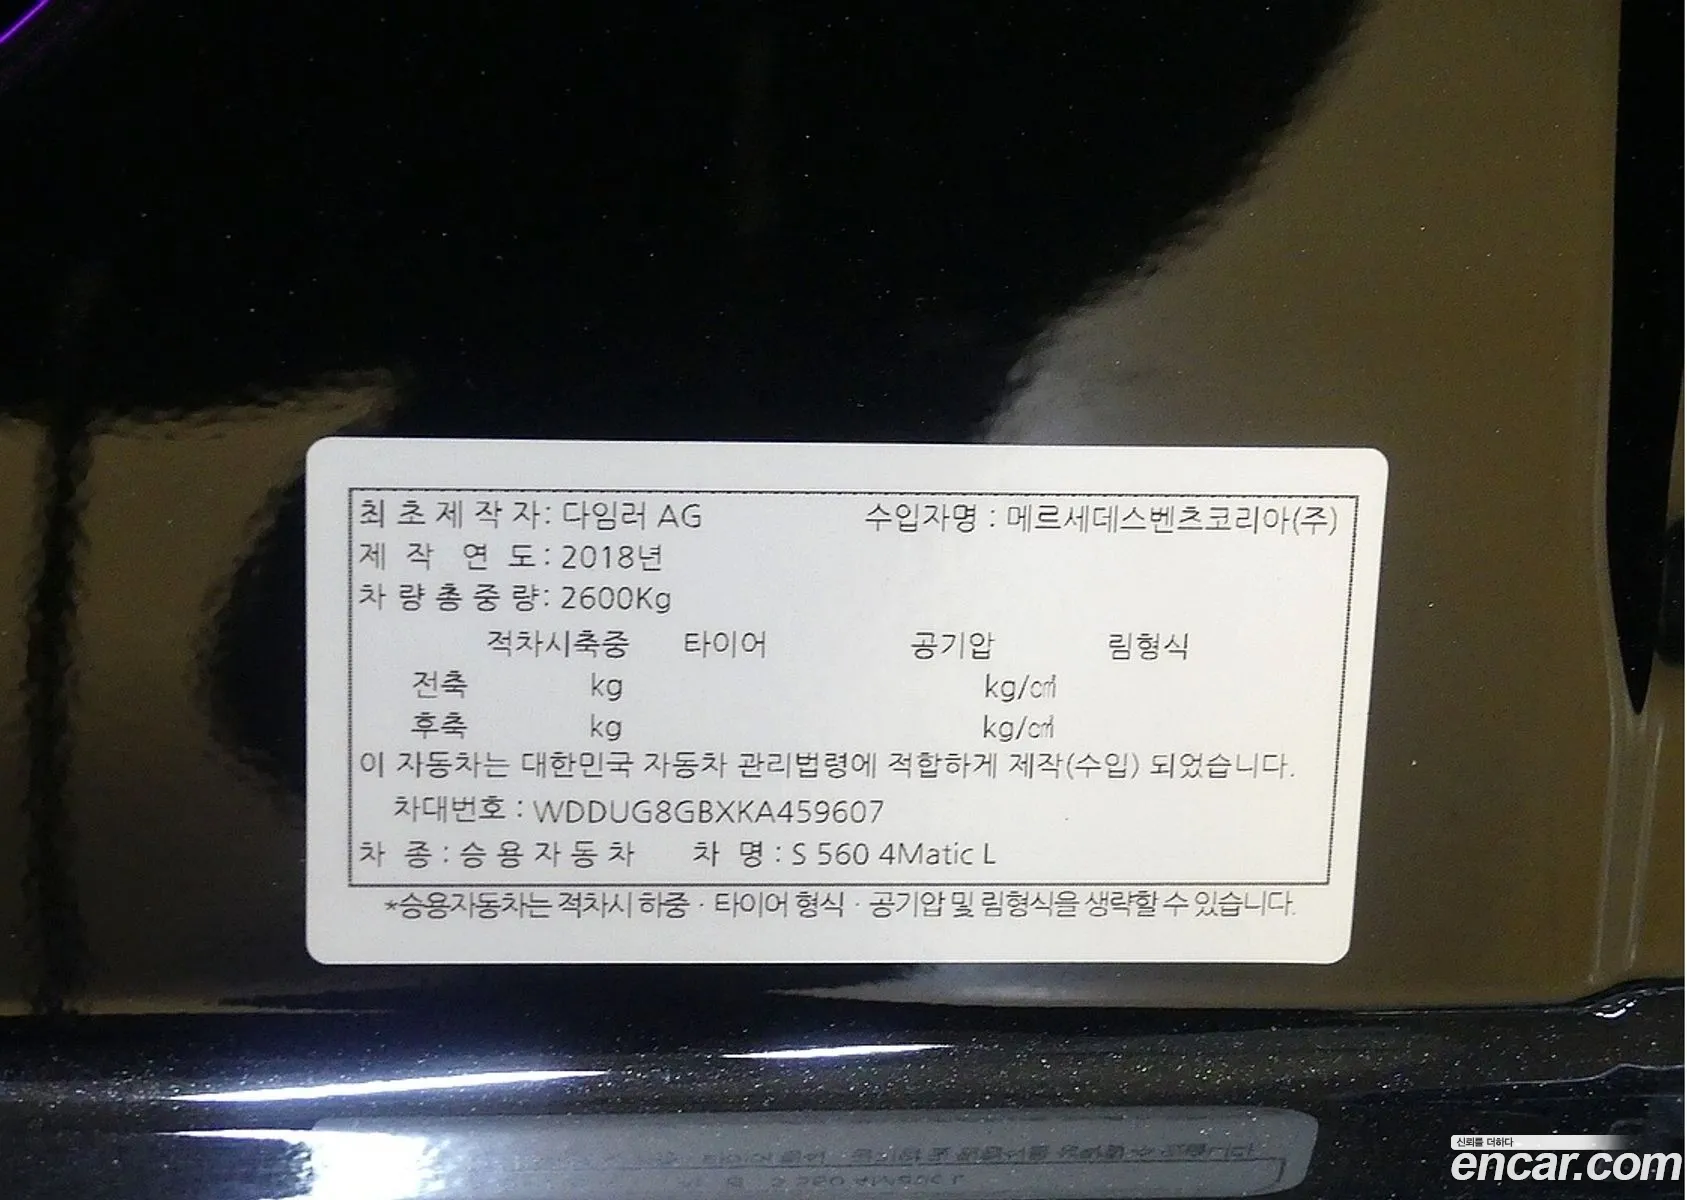 최 초 제 작 자 : 다임러 AG 수입자명 : 메르세데스벤츠코리아(주)
제 작 연 도 : 2018년
차 량 총 중 량 : 2600Kg
적차시축중 타이어 공기압 림형식
전축 kg kg/㎠
후축 kg kg/㎠
이 자동차는 대한민국 자동차 관리법령에 적합하게 제작(수입) 되었습니다.
차대번호 : WDDUG8GBXKA459607
차 종 : 승 용 자 동 차 차 명 : S 560 4Matic L
*승용자동차는 적차시 하중 · 타이어 형식 · 공기압 및 림형식을 생략할 수 있습니다.
신뢰를 더하다
encar.com